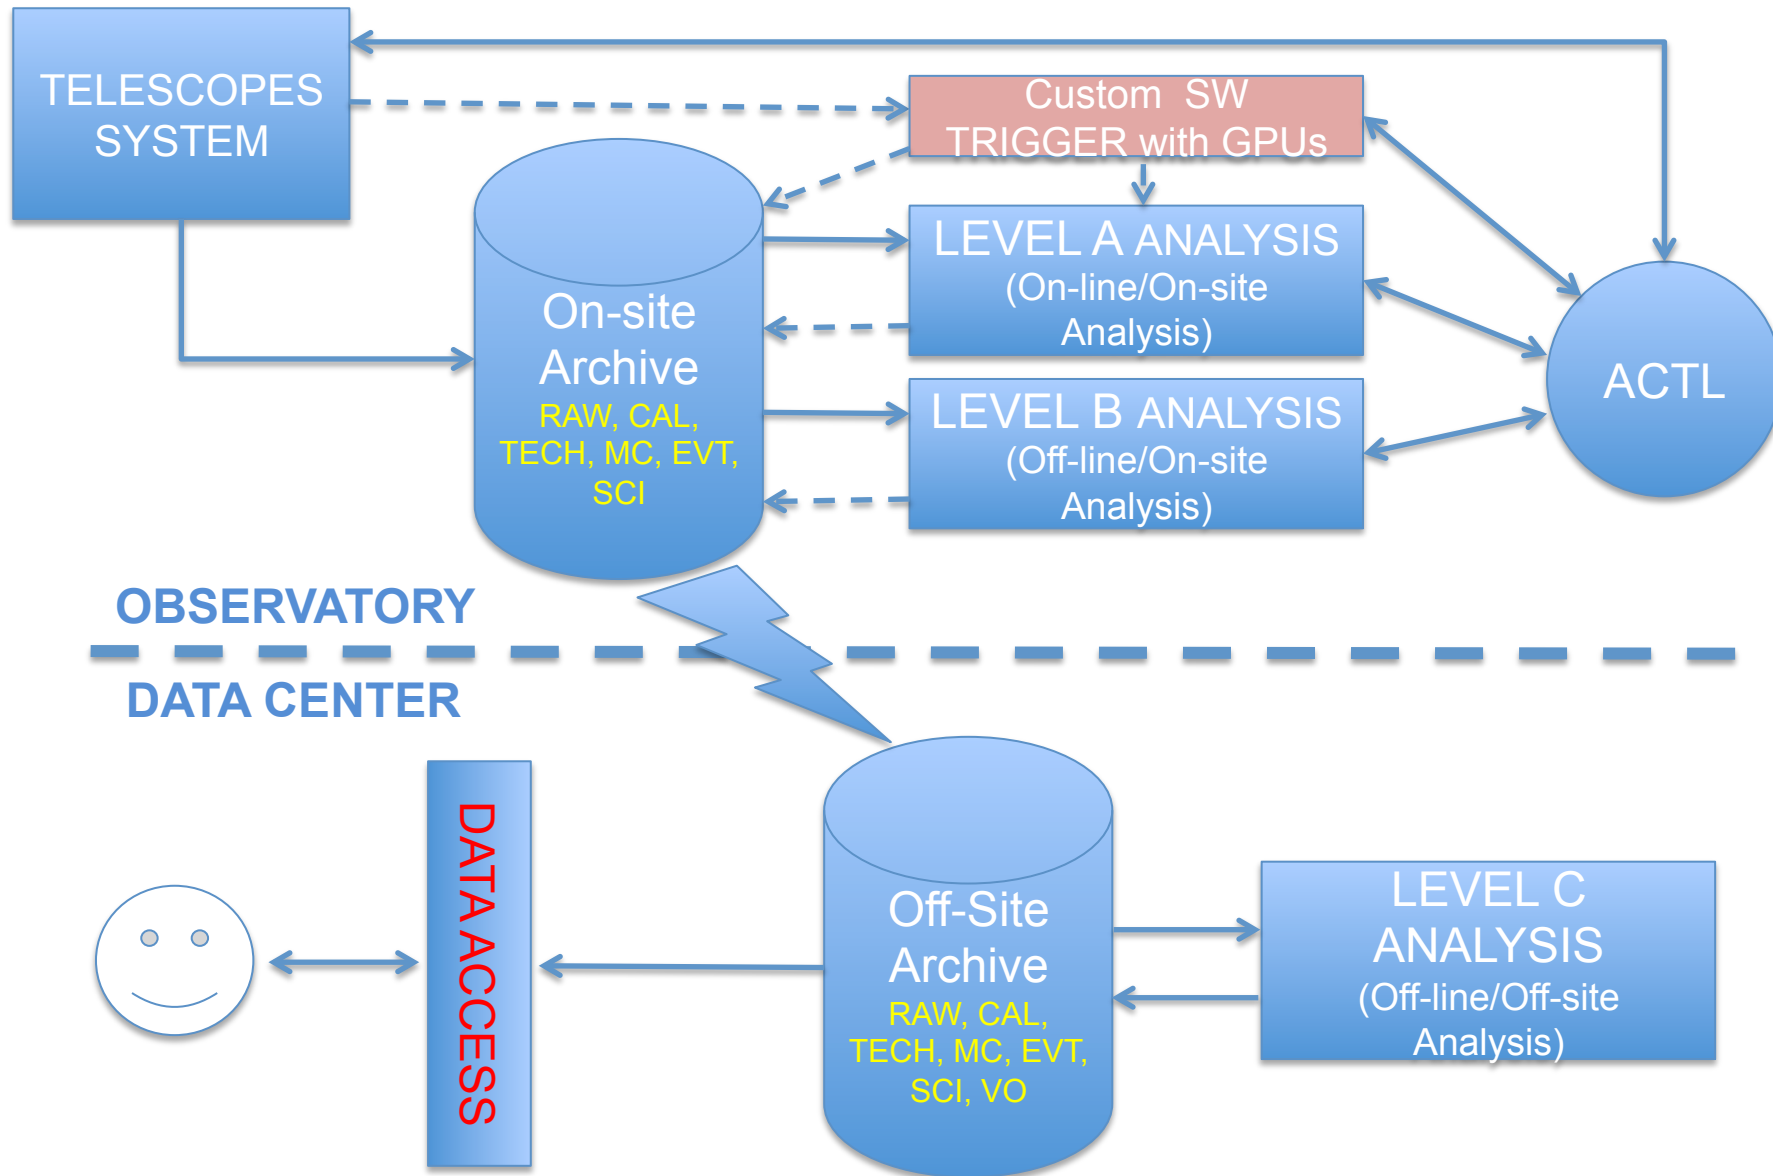 TELESCOPES
SYSTEM
Custom SW
TRIGGER with GPUs
LEVEL A ANALYSIS
(On-line/On-site
Analysis)
On-site
Archive
RAW, CAL,
TECH, MC, EVT,
SCI
LEVEL B ANALYSIS
(Off-line/On-site
Analysis)
ACTL
OBSERVATORY
DATA CENTER
DATA ACCESS
Off-Site
Archive
RAW, CAL,
TECH, MC, EVT,
SCI, VO
LEVEL C
ANALYSIS
(Off-line/Off-site
Analysis)